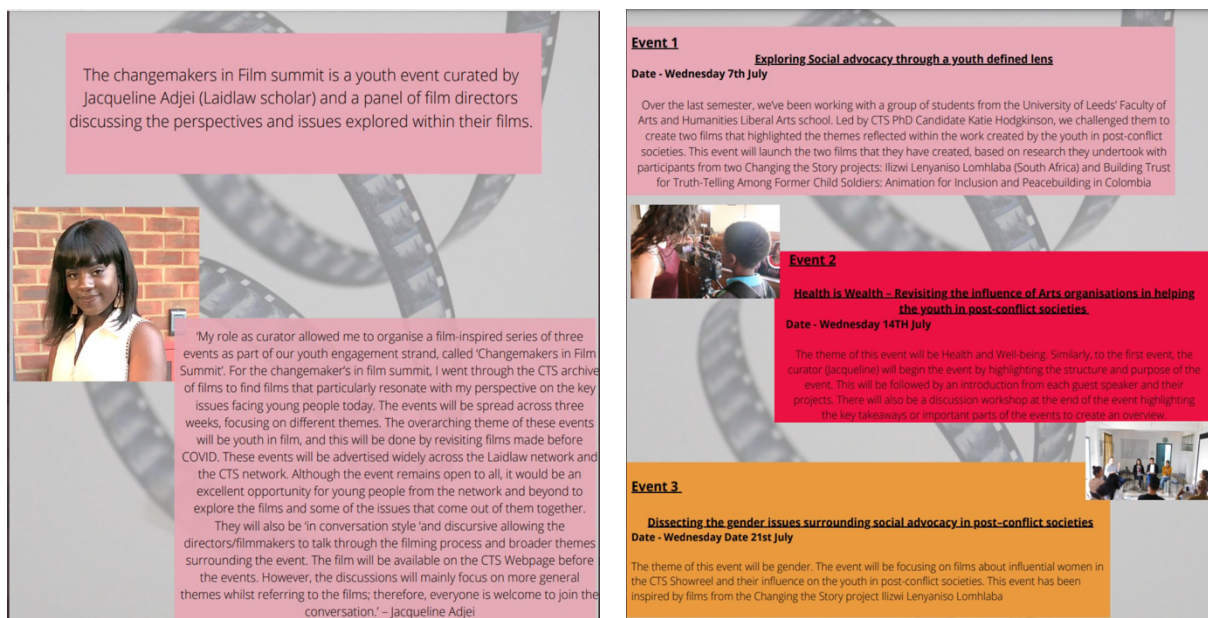 The changemakers in Film summit is a youth event curated by
Jacqueline Adjei (Laidlaw scholar) and a panel of film directors
discussing the perspectives and issues explored within their films.
‘My role as curator allowed me to organise a film-inspired series of three
events as part of our youth engagement strand, called ‘Changemakers in Film
Summit’. For the changemaker’s in film summit, I went through the CTS archive
of films to find films that particularly resonate with my perspective on the key
issues facing young people today. The events will be spread across three
weeks, focusing on different themes. The overarching theme of these events
will be youth in film, and this will be done by revisiting films made before
COVID. These events will be advertised widely across the Laidlaw network and
the CTS network. Although the event remains open to all, it would be an
excellent opportunity for young people from the network and beyond to
explore the films and some of the issues that come out of them together.
They will also be ‘in conversation style ‘and discursive allowing the
directors/filmmakers to talk through the filming process and broader themes
surrounding the event. The film will be available on the CTS Webpage before
the events. However, the discussions will mainly focus on more general
themes whilst referring to the films; therefore, everyone is welcome to join the
conversation.’ – Jacqueline Adjei
Event 1
Exploring Social advocacy through a youth defined lens
Date - Wednesday 7th July
Over the last semester, we’ve been working with a group of students from the University of Leeds’ Faculty of
Arts and Humanities Liberal Arts school. Led by CTS PhD Candidate Katie Hodgkinson, we challenged them to
create two films that highlighted the themes reflected within the work created by the youth in post-conflict
societies. This event will launch the two films that they have created, based on research they undertook with
participants from two Changing the Story projects: Ilizwi Lenyaniso Lomhlaba (South Africa) and Building Trust
for Truth-Telling Among Former Child Soldiers: Animation for Inclusion and Peacebuilding in Colombia
Event 2
Health is Wealth – Revisiting the influence of Arts organisations in helping
the youth in post-conflict societies
Date - Wednesday 14TH July
The theme of this event will be Health and Well-being. Similarly, to the first event, the
curator (Jacqueline) will begin the event by highlighting the structure and purpose of the
event. This will be followed by an introduction from each guest speaker and their
projects. There will also be a discussion workshop at the end of the event highlighting
the key takeaways or important parts of the events to create an overview.
Event 3
Dissecting the gender issues surrounding social advocacy in post–conflict societies
Date - Wednesday Date 21st July
The theme of this event will be gender. The event will be focusing on films about influential women in
the CTS Showreel and their influence on the youth in post-conflict societies. This event has been
inspired by films from the Changing the Story project Ilizwi Lenyaniso Lomhlaba